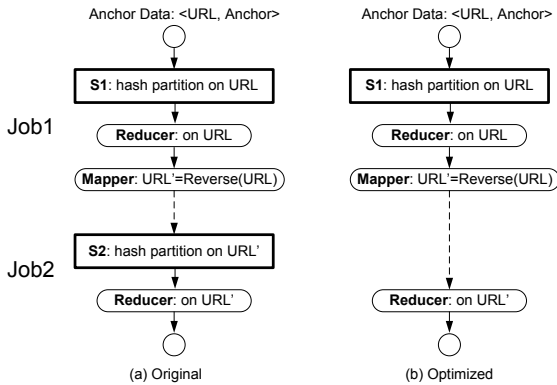 Anchor Data: <URL, Anchor>
Anchor Data: <URL, Anchor>
S1: hash partition on URL
S1: hash partition on URL
Job1
Reducer: on URL
Reducer: on URL
Mapper: URL’=Reverse(URL)
Mapper: URL’=Reverse(URL)
S2: hash partition on URL’
Job2
Reducer: on URL’
Reducer: on URL’
(a) Original
(b) Optimized